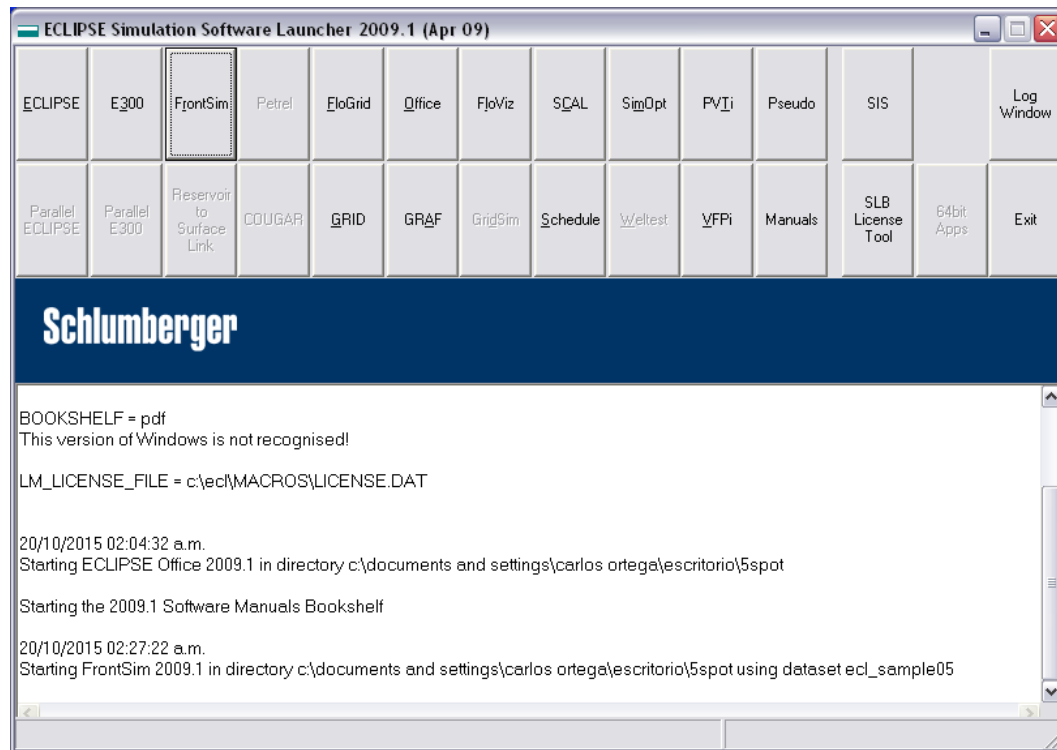 ECLIPSE Simulation Software Launcher 2009.1 (Apr 09)
ECLIPSE E300 FrontSim Petrel FloGrid Office FloViz SCAL SimOpt PVTi Pseudo SIS Log
Window
Parallel
ECLIPSE
Parallel
E300
Reservoir
to
Surface
Link
COUGAR
GRID
GRAF
GridSim
Schedule
Weltest
VFPi
Manuals
SLB
License
Tool
64bit
Apps
Exit
Schlumberger
BOOKSHELF = pdf
This version of Windows is not recognised!
LM_LICENSE_FILE = c:\ecl\MACROS\LICENSE.DAT
20/10/2015 02:04:32 a.m.
Starting ECLIPSE Office 2009.1 in directory c:\documents and settings\carlos ortega\escritorio\5spot
Starting the 2009.1 Software Manuals Bookshelf
20/10/2015 02:27:22 a.m.
Starting FrontSim 2009.1 in directory c:\documents and settings\carlos ortega\escritorio\5spot using dataset ecl_sample05